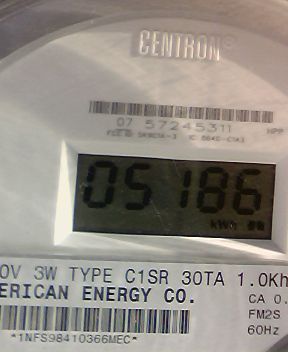 CENTRON®
07 57245311 HPP
05186
kWh
0V 3W TYPE C1SR 30TA 1.0Kh
ERICAN ENERGY CO.
CA 0.
FM2S
60Hz
*1NFS98410366MEC*